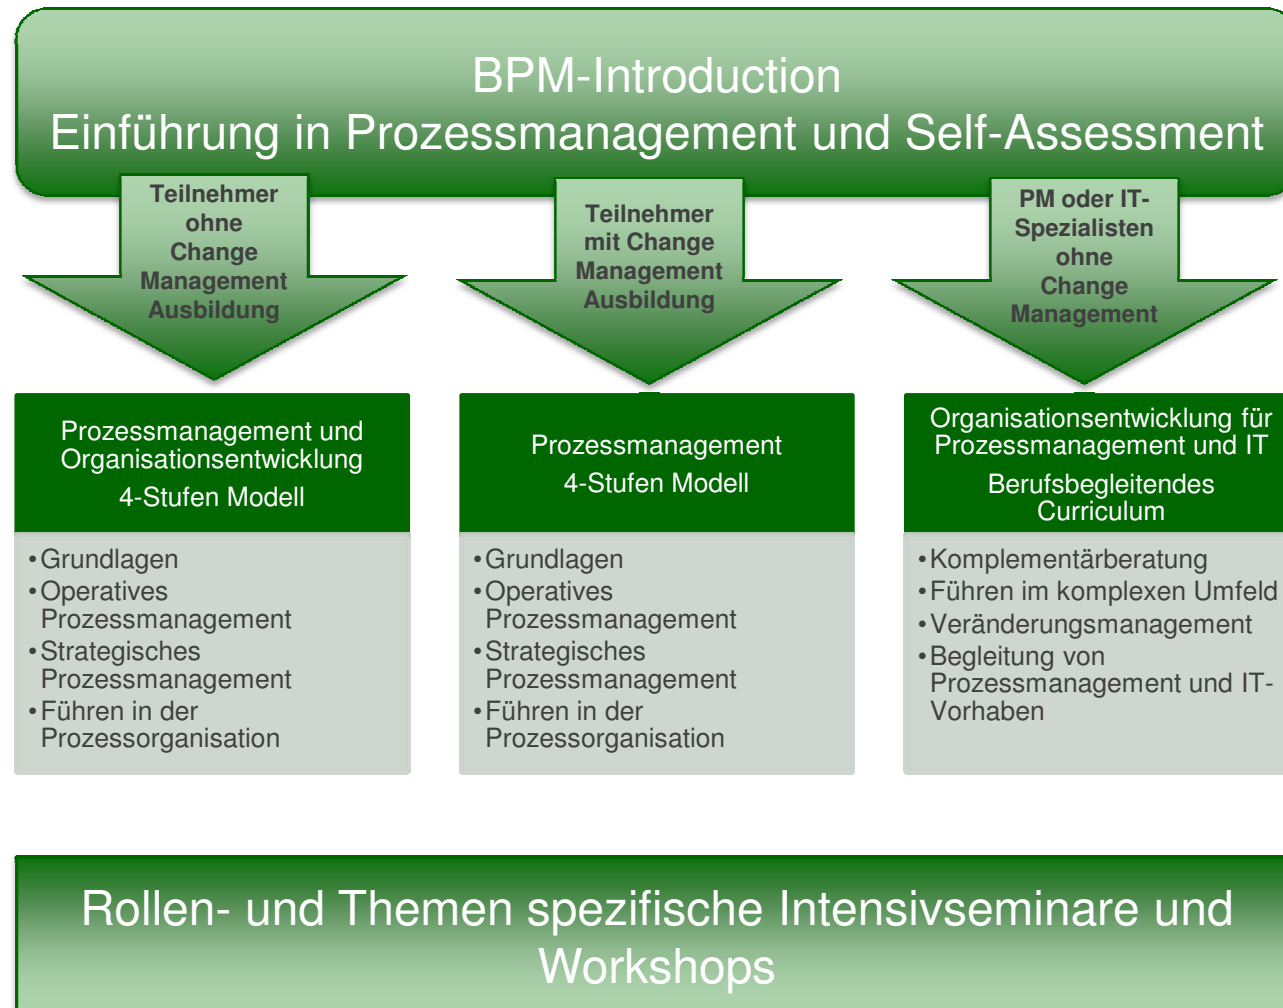 BPM-Introduction
Einführung in Prozessmanagement und Self-Assessment
Teilnehmer
ohne
Change
Management
Ausbildung
Teilnehmer
mit Change
Management
Ausbildung
PM oder IT-
Spezialisten
ohne
Change
Management
Prozessmanagement und
Organisationsentwicklung
4-Stufen Modell
•Grundlagen
•Operatives
Prozessmanagement
•Strategisches
Prozessmanagement
•Führen in der
Prozessorganisation
Prozessmanagement
4-Stufen Modell
•Grundlagen
•Operatives
Prozessmanagement
•Strategisches
Prozessmanagement
•Führen in der
Prozessorganisation
Organisationsentwicklung für
Prozessmanagement und IT
Berufsbegleitendes
Curriculum
•Komplementärberatung
•Führen im komplexen Umfeld
•Veränderungsmanagement
•Begleitung von
Prozessmanagement und IT-
Vorhaben
Rollen- und Themen spezifische Intensivseminare und
Workshops